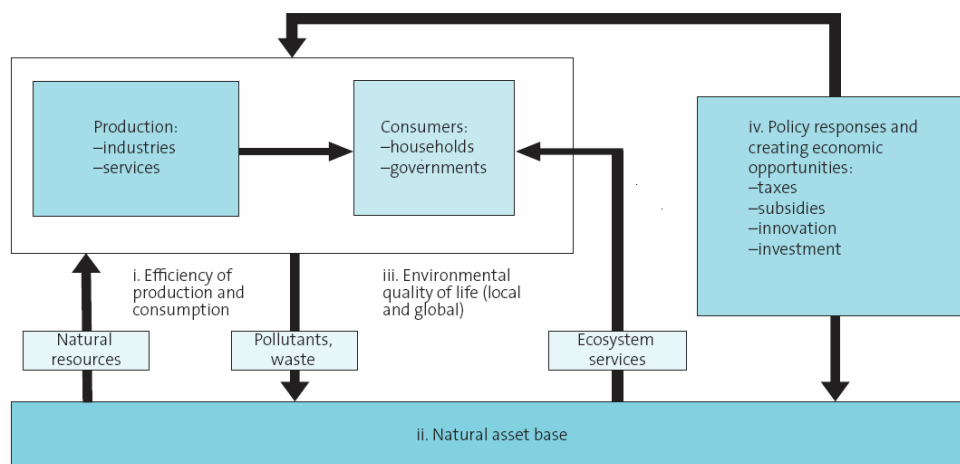 Production:
–industries
–services
Consumers:
–households
–governments
iv. Policy responses and
creating economic
opportunities:
–taxes
–subsidies
–innovation
–investment
i. Efficiency of
production and
consumption
iii. Environmental
quality of life (local
and global)
Natural
resources
Pollutants,
waste
Ecosystem
services
ii. Natural asset base